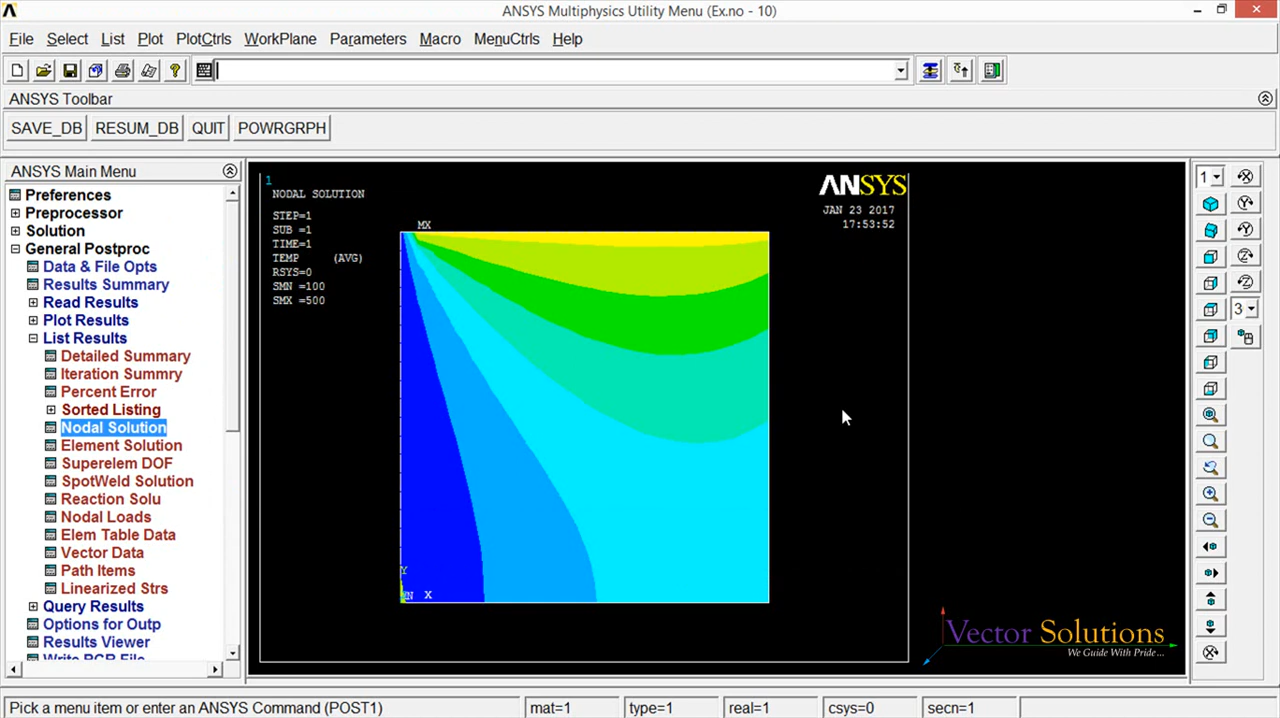 ANSYS Multiphysics Utility Menu (Ex.no - 10)
File Select List Plot PlotCtrls WorkPlane Parameters Macro MenuCtrls Help
ANSYS Toolbar
SAVE_DB RESUM_DB QUIT POWRGRPH
ANSYS Main Menu
Preferences
Preprocessor
Solution
General Postproc
Data & File Opts
Results Summary
Read Results
Plot Results
List Results
Detailed Summary
Iteration Summry
Percent Error
Sorted Listing
Nodal Solution
Element Solution
Superelem DOF
SpotWeld Solution
Reaction Solu
Nodal Loads
Elem Table Data
Vector Data
Path Items
Linearized Strs
Query Results
Options for Outp
Results Viewer
Write PGR File
1
NODAL SOLUTION
STEP=1
SUB =1
TIME=1
TEMP (AVG)
RSYS=0
SMN =100
SMX =500
MX
ANSYS
JAN 23 2017
17:53:52
Y
X
Vector Solutions
We Guide With Pride...
1
3
Pick a menu item or enter an ANSYS Command (POST1) mat=1 type=1 real=1 csys=0 secn=1